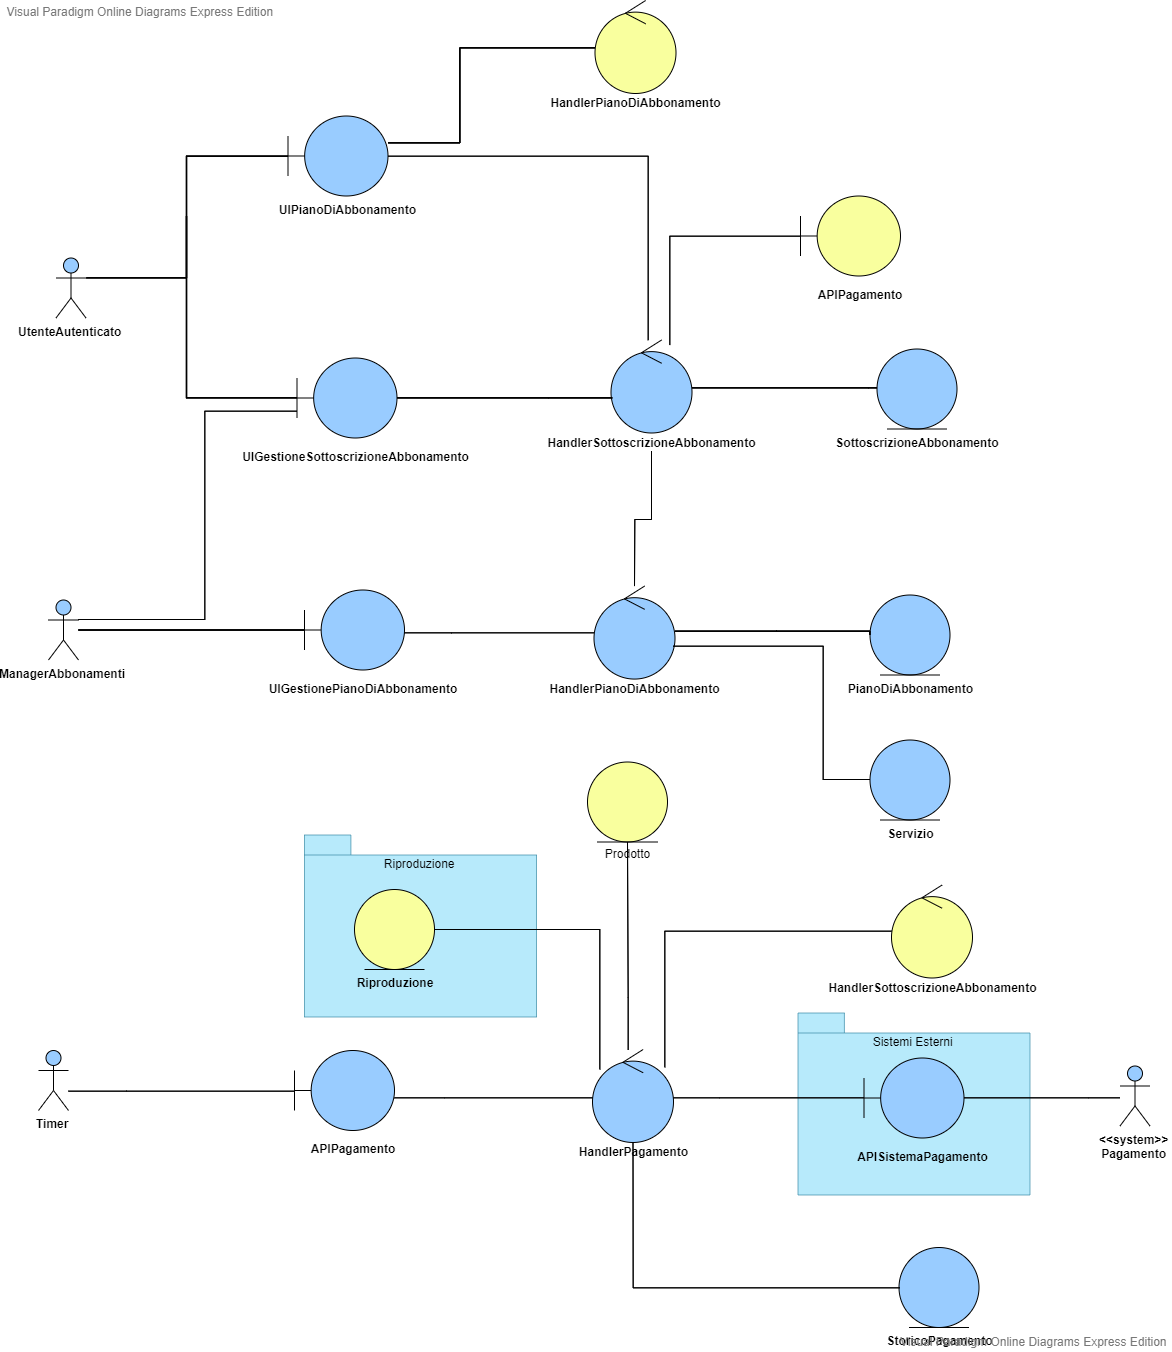 Visual Paradigm Online Diagrams Express Edition
HandlerPianoDiAbbonamento
UIPianoDiAbbonamento
APIPagamento
UtenteAutenticato
HandlerSottoscrizioneAbbonamento
SottoscrizioneAbbonamento
UIGestioneSottoscrizioneAbbonamento
ManagerAbbonamenti
UIGestionePianoDiAbbonamento
HandlerPianoDiAbbonamento
PianoDiAbbonamento
Servizio
Prodotto
Riproduzione
Riproduzione
HandlerSottoscrizioneAbbonamento
Sistemi Esterni
Timer
APIPagamento
HandlerPagamento
APISistemaPagamento
<<system>>
Pagamento
StoricoPagamento
Visual Paradigm Online Diagrams Express Edition